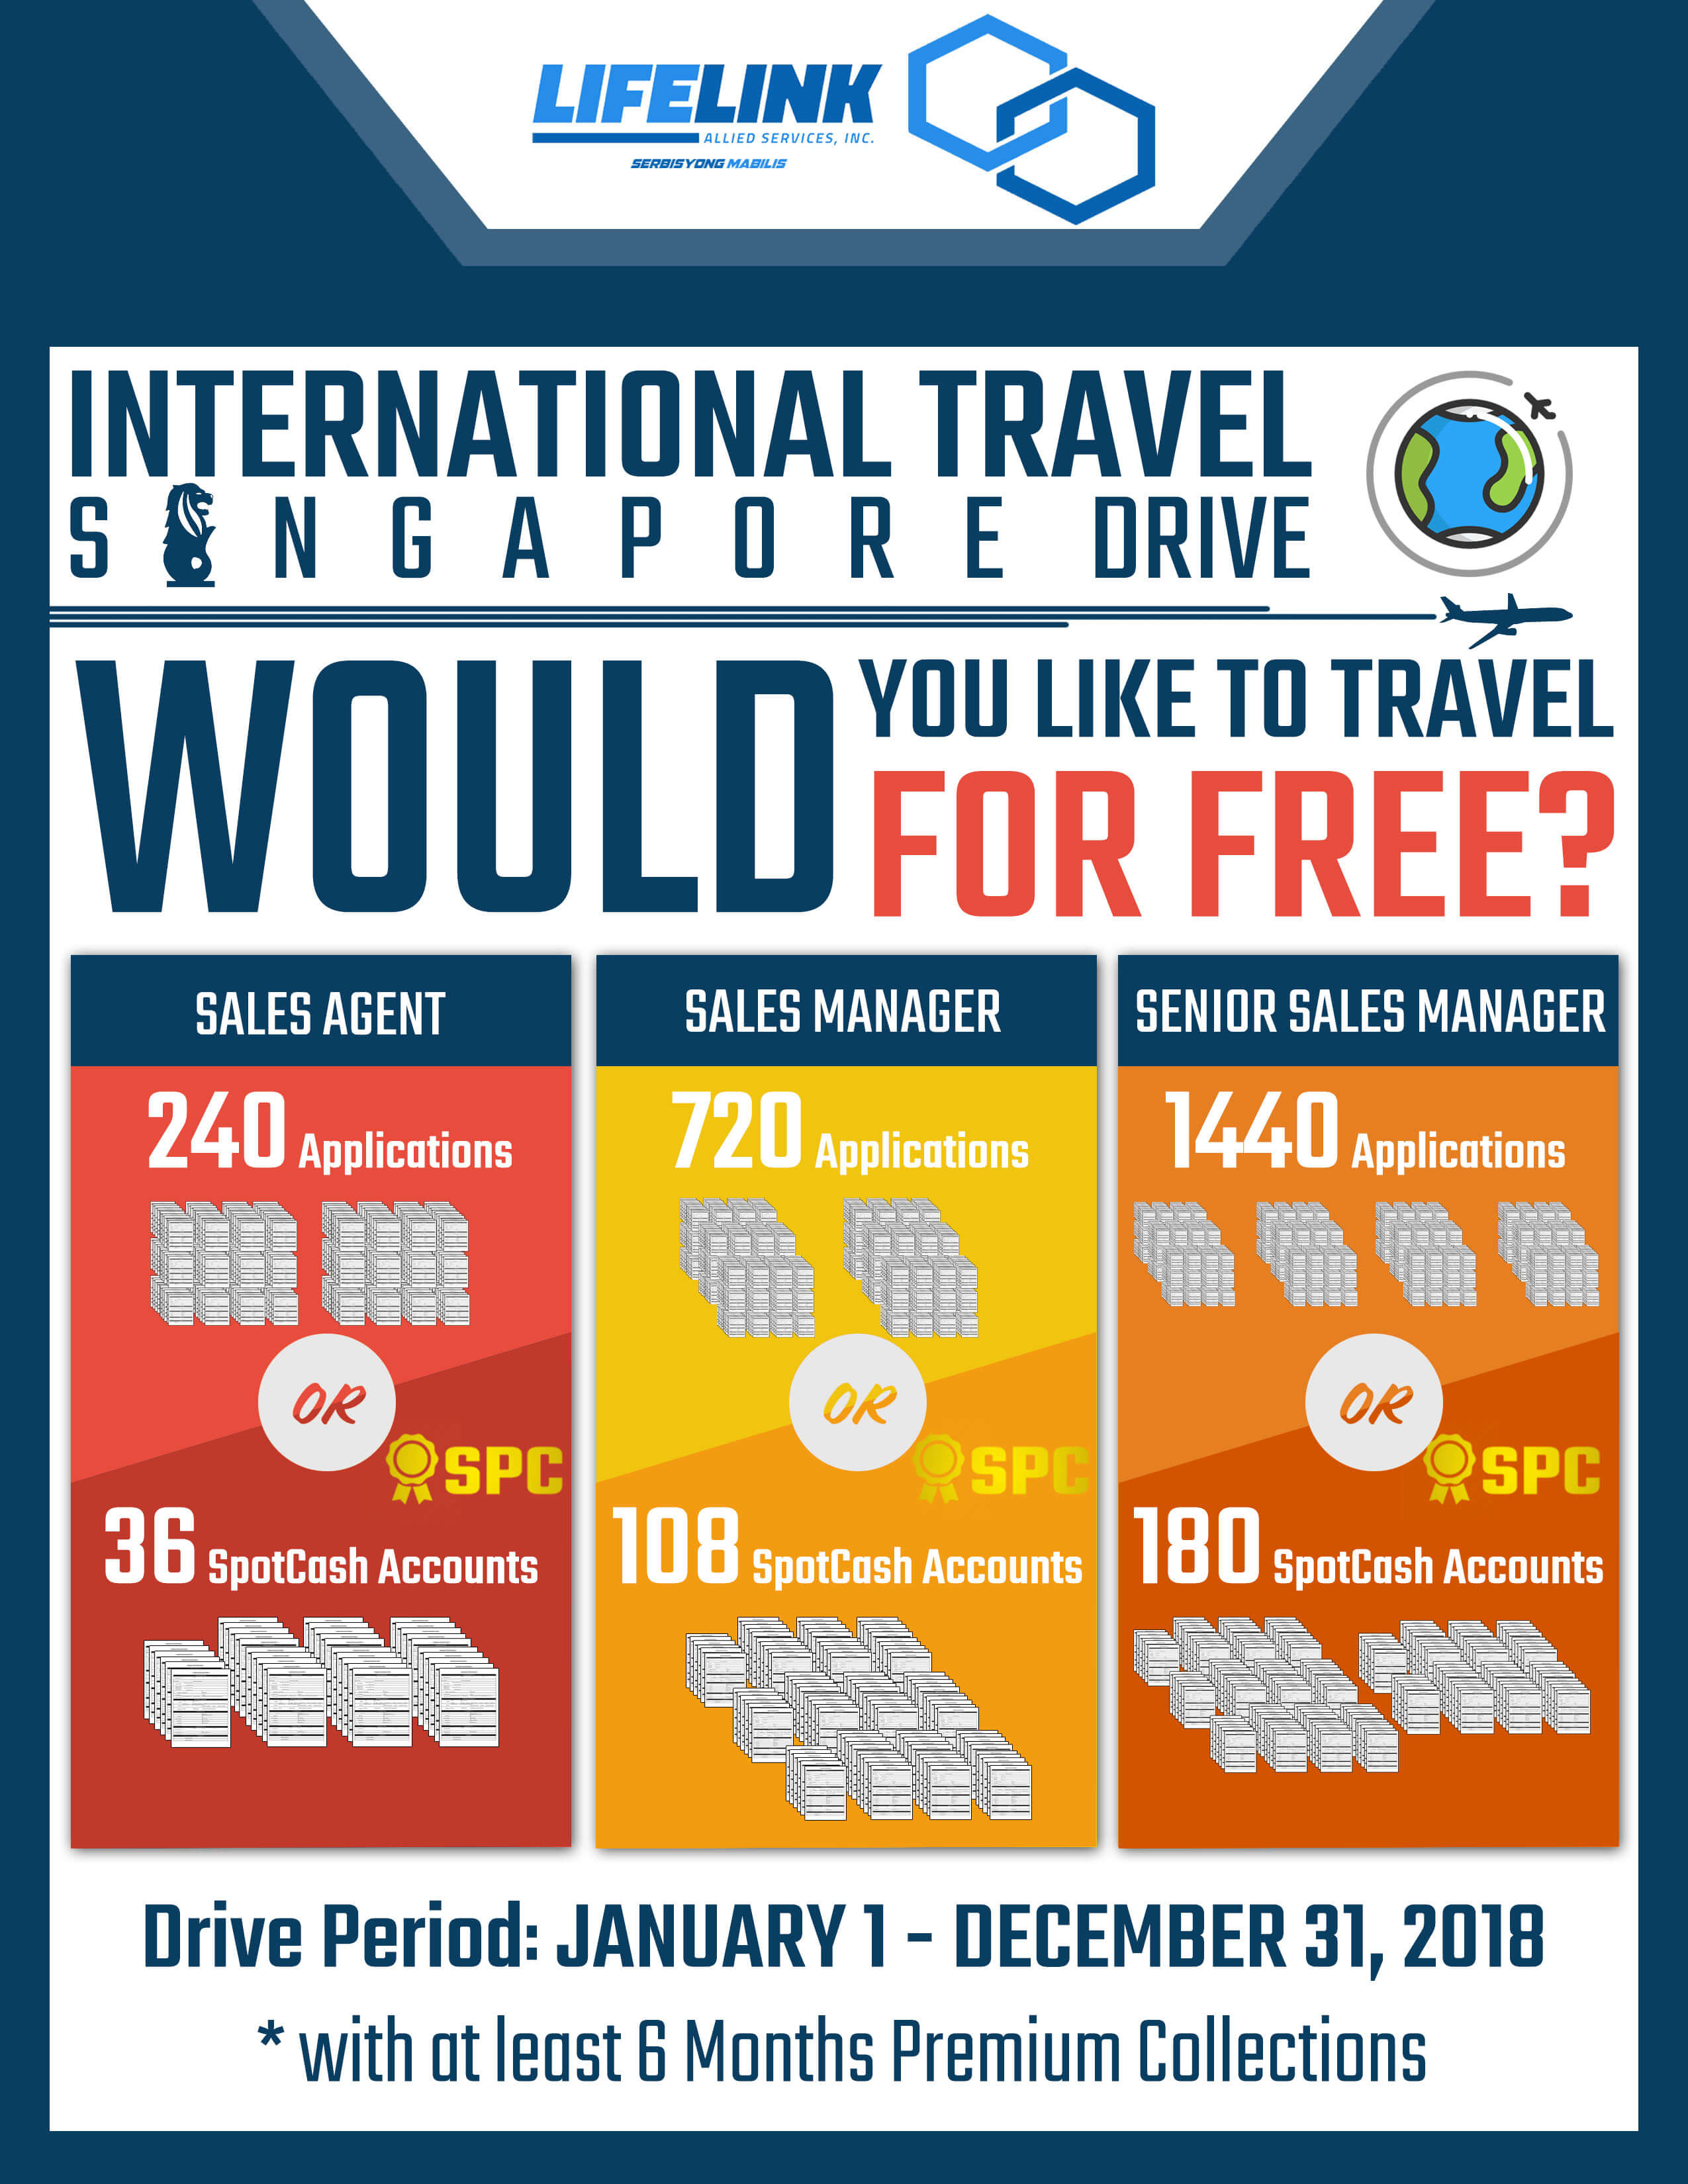 LIFELINK
ALLIED SERVICES, INC.
SERBISYONG MABILIS
INTERNATIONAL TRAVEL
SINGAPORE DRIVE
WOULD YOU LIKE TO TRAVEL
FOR FREE?
SALES AGENT
240 Applications
OR
SPC
36 SpotCash Accounts
SALES MANAGER
720 Applications
OR
SPC
108 SpotCash Accounts
SENIOR SALES MANAGER
1440 Applications
OR
SPC
180 SpotCash Accounts
Drive Period: JANUARY 1 - DECEMBER 31, 2018
* with at least 6 Months Premium Collections